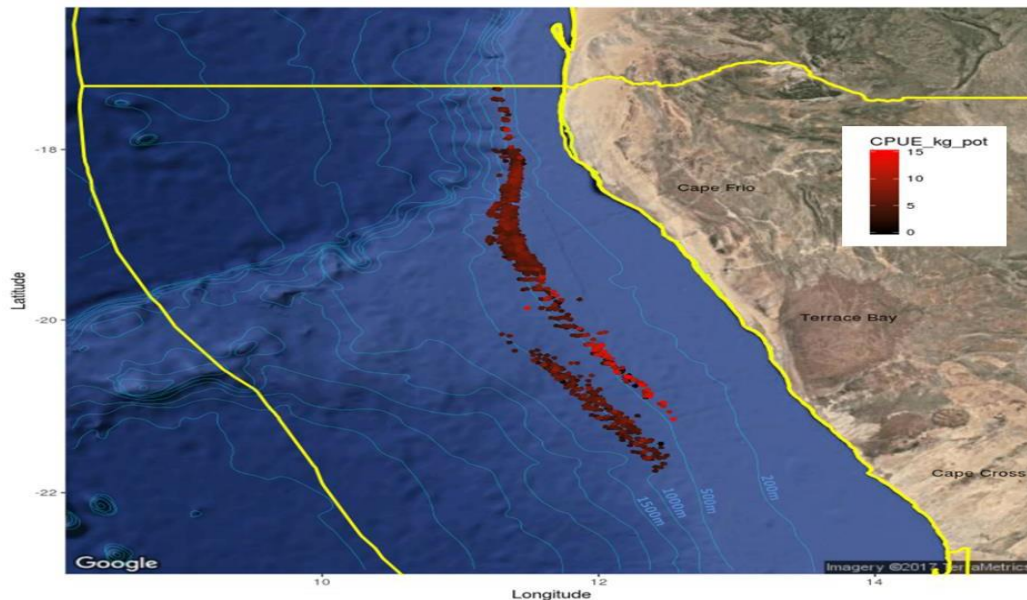 CPUE_kg_pot
15
10
5
0
-18
Cape Frio
Latitude
-20
Terrace Bay
-22
Cape Cross
200m
500m
1000m
1500m
Google
Imagery ©2017 TerraMetrics
10
12
14
Longitude